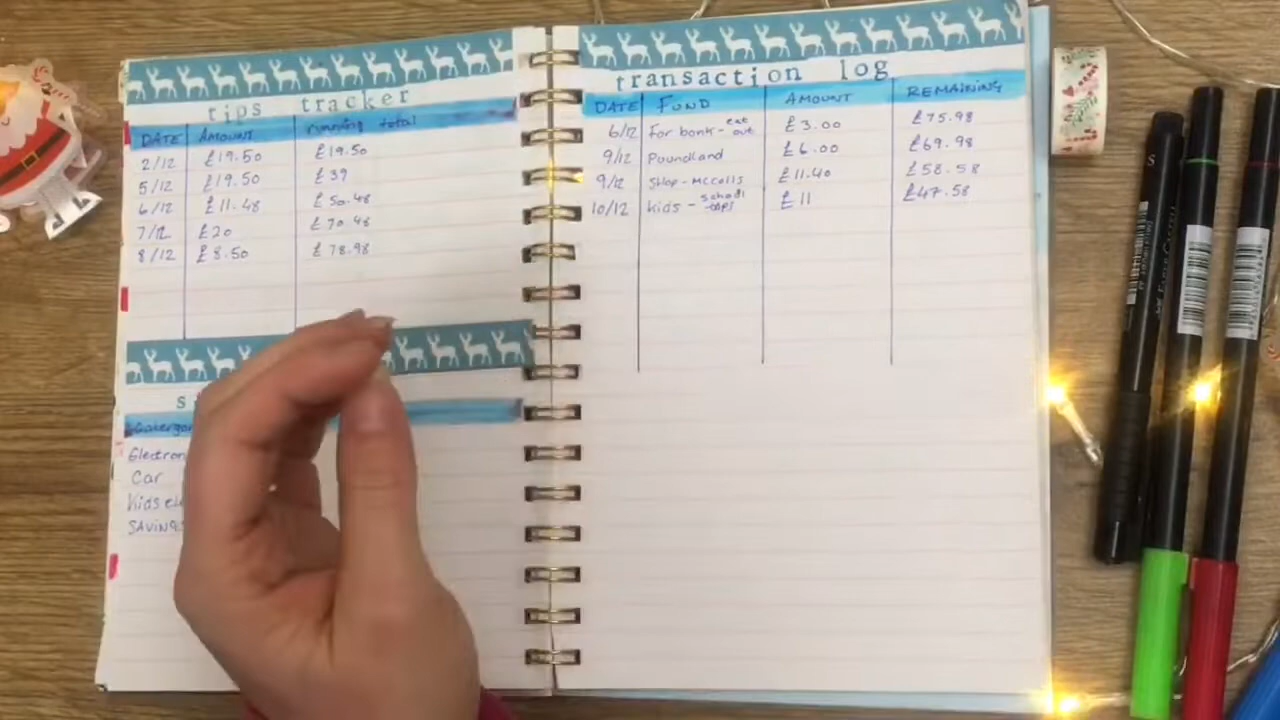 tips tracker
DATE AMOUNT running total
2/12 £19.50 £19.50
5/12 £19.50 £39
6/12 £11.48 £50.48
7/12 £20 £70.48
8/12 £8.50 £78.98
Electron
Car
Kids
SAVINGS
transaction log
DATE FUND AMOUNT REMAINING
6/12 For bank - eat out £3.00 £75.98
9/12 Poundland £6.00 £69.98
9/12 Shop - McColls £11.40 £58.58
10/12 Kids - school £11 £47.58